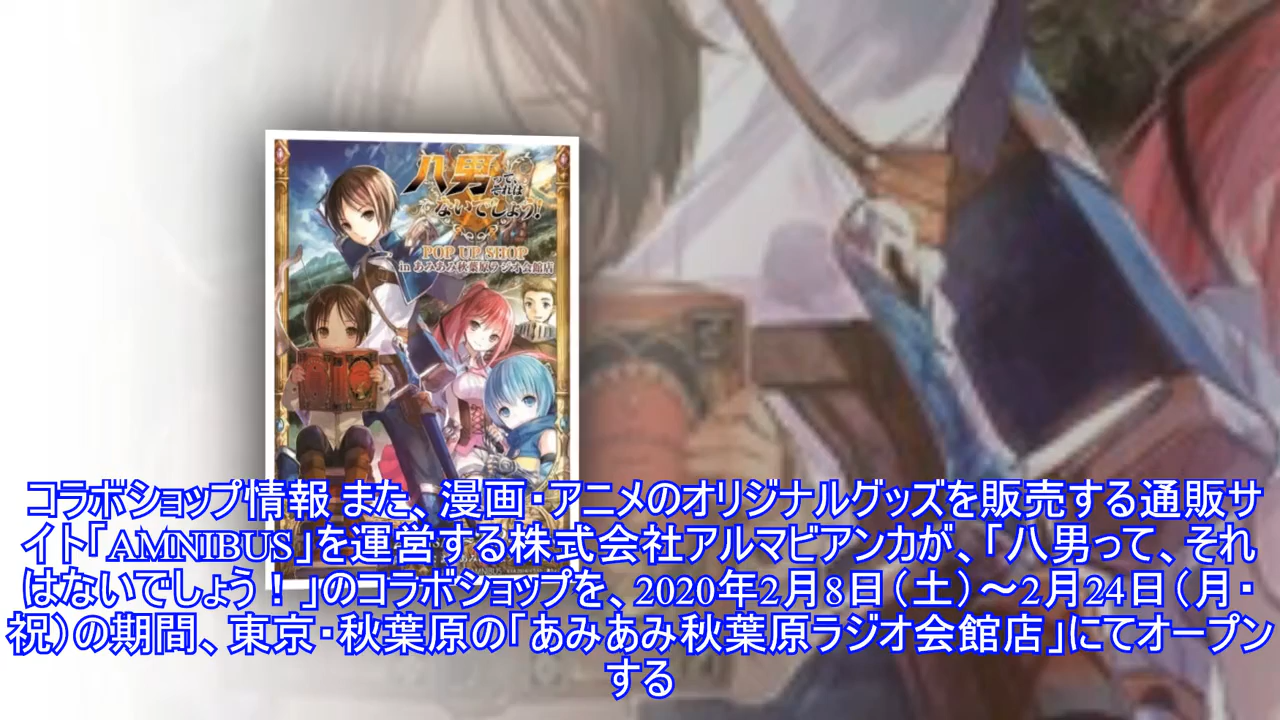 八男って、
それは
ないでしょう!
POP UP SHOP
in あみあみ秋葉原ラジオ会館店
コラボショップ情報 また、漫画・アニメのオリジナルグッズを販売する通販サ
イト「AMNIBUS」を運営する株式会社アルマビアンカが、「八男って、それ
はないでしょう!」のコラボショップを、2020年2月8日(土)～2月24日(月・
祝)の期間、東京・秋葉原の「あみあみ秋葉原ラジオ会館店」にてオープン
する